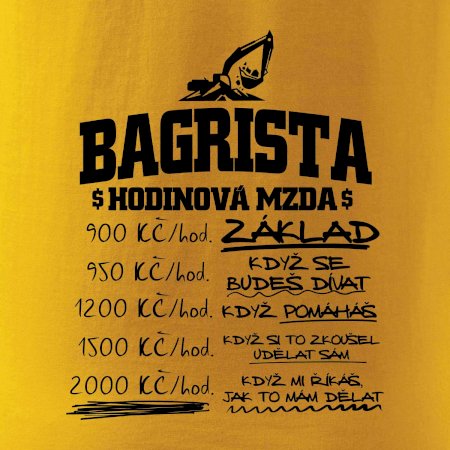 BAGRISTA
$ HODINOVÁ MZDA $
900 KČ/hod. ZÁKLAD
950 KČ/hod. KDYŽ SE
BUDEŠ DÍVAT
1200 KČ/hod. KDYŽ POMÁHÁŠ
1500 KČ/hod. KDYŽ SI TO ZKOUŠEL
UDĚLAT SÁM
2000 KČ/hod. KDYŽ MI ŘÍKÁŠ,
JAK TO MÁM DĚLAT